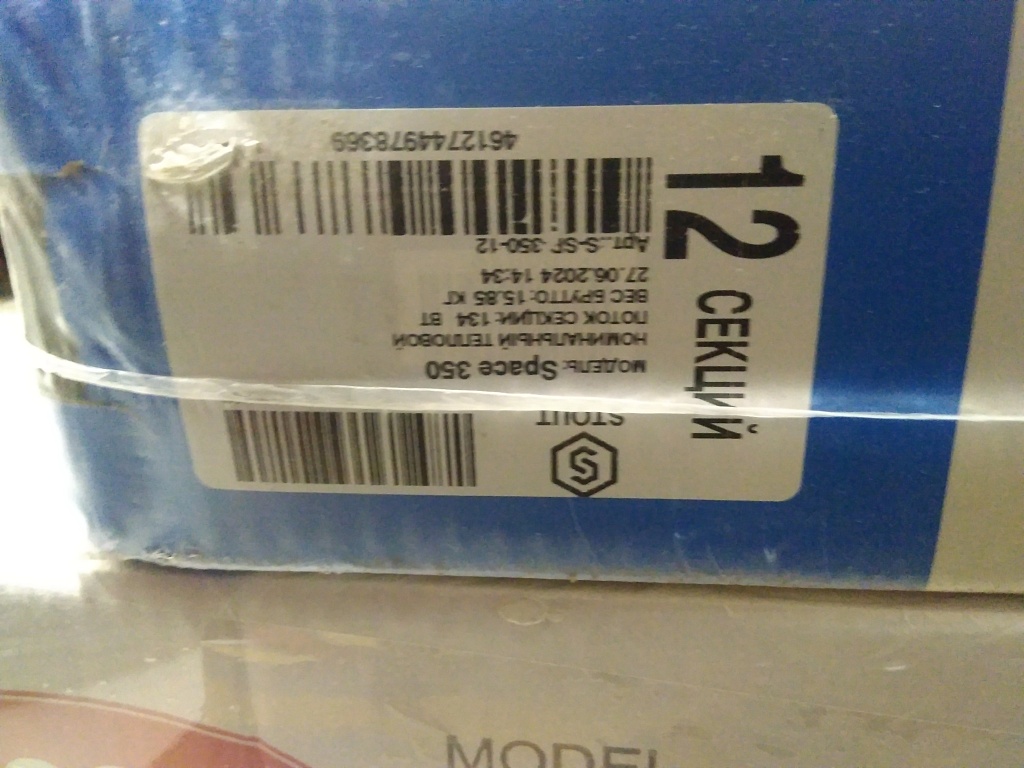 STOUT
МОДЕЛЬ: Space 350
НОМИНАЛЬНЫЙ ТЕПЛОВОЙ
ПОТОК СЕКЦИИ: 134 ВТ
ВЕС БРУТТО: 15.85 КГ
27.06.2024 14:34
Арт.:S-SF-350-12
4612744978369
12 СЕКЦИЙ
MODEL